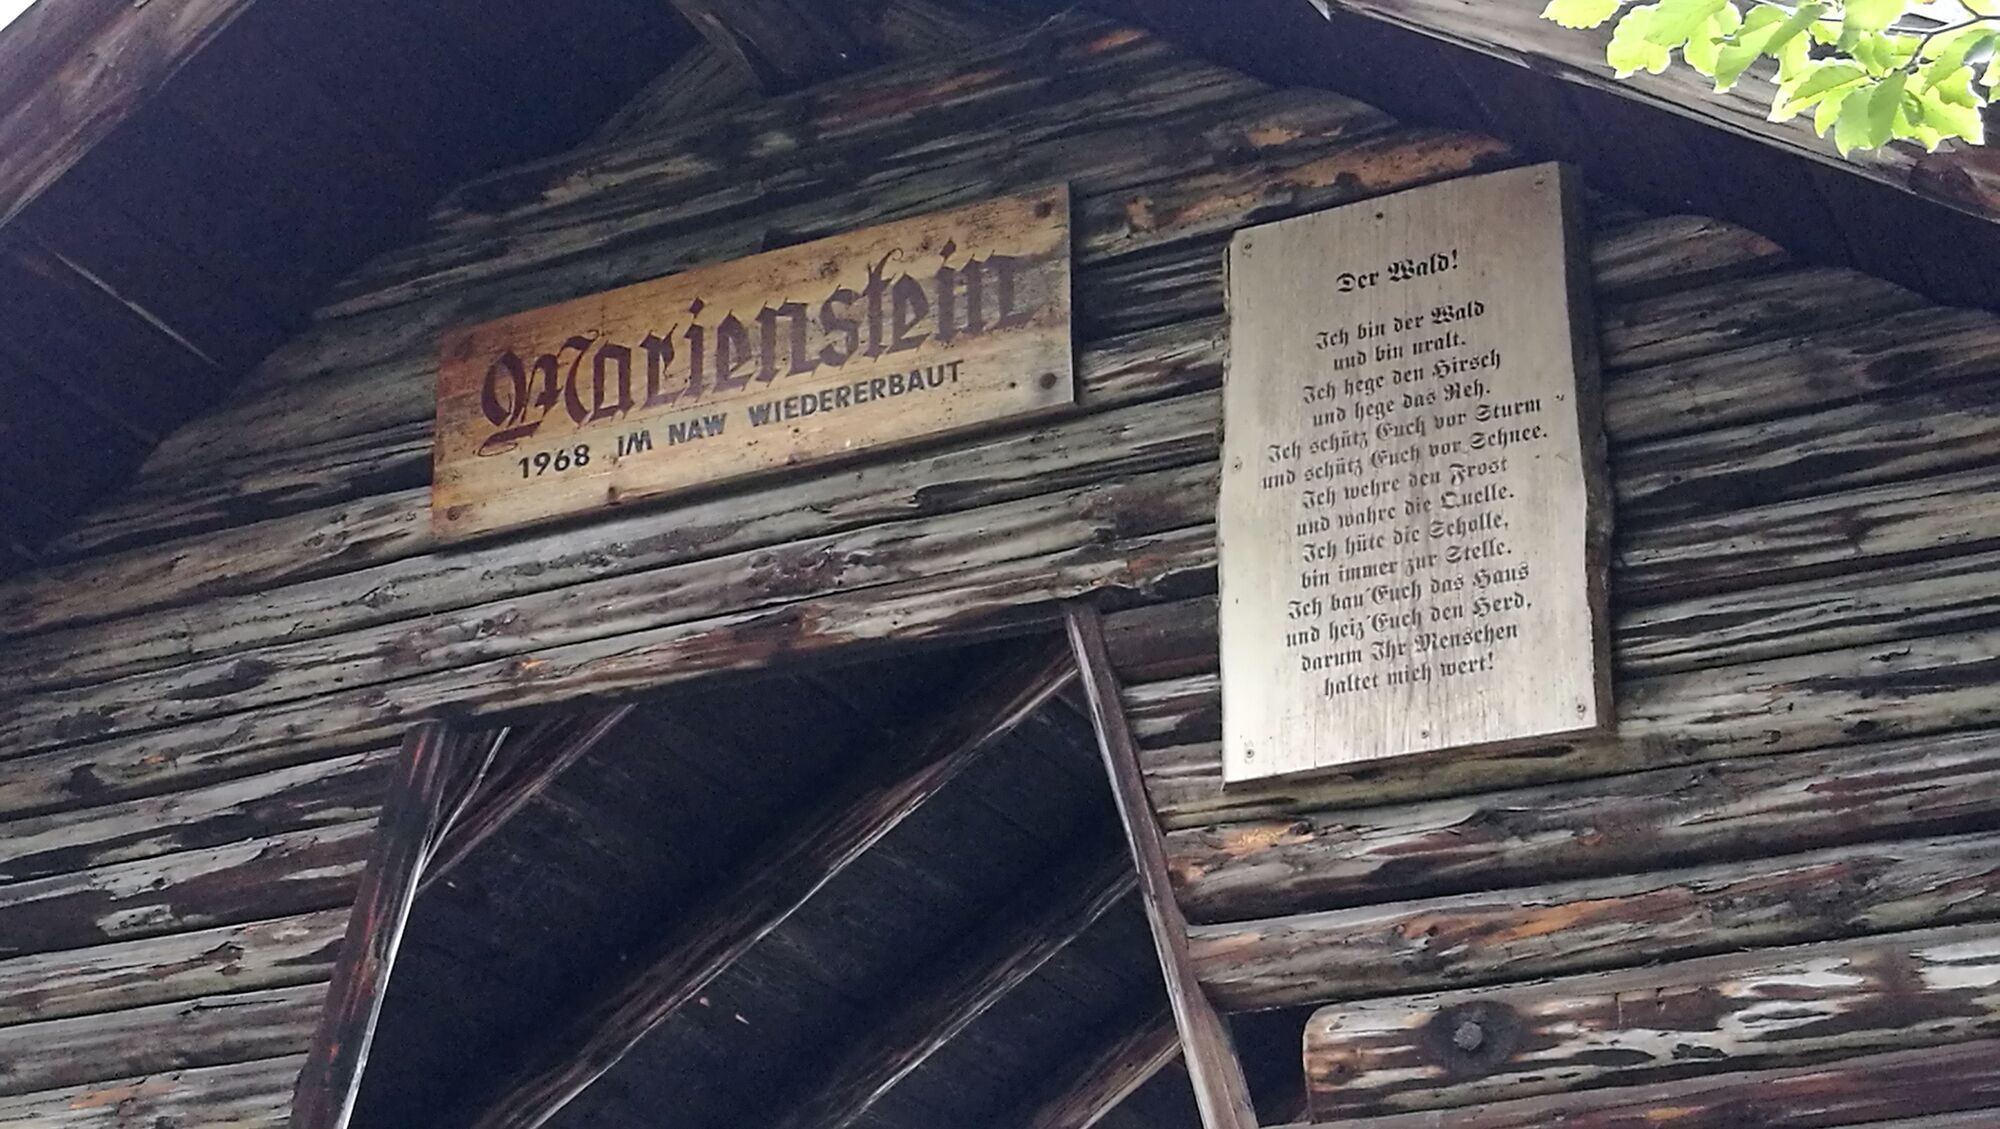 Marienstein
1968 IM NAW WIEDERERBAUT
Der Wald!
Ich bin der Wald
und bin uralt.
Ich hege den Hirsch
und hege das Reh.
Ich schütz Euch vor Sturm
und schütz Euch vor Schnee.
Ich wehre den Frost
und wahre die Quelle.
Ich hüte die Scholle,
bin immer zur Stelle.
Ich bau´Euch das Haus
und heiz´Euch den Herd,
darum Ihr Menschen
haltet mich wert!